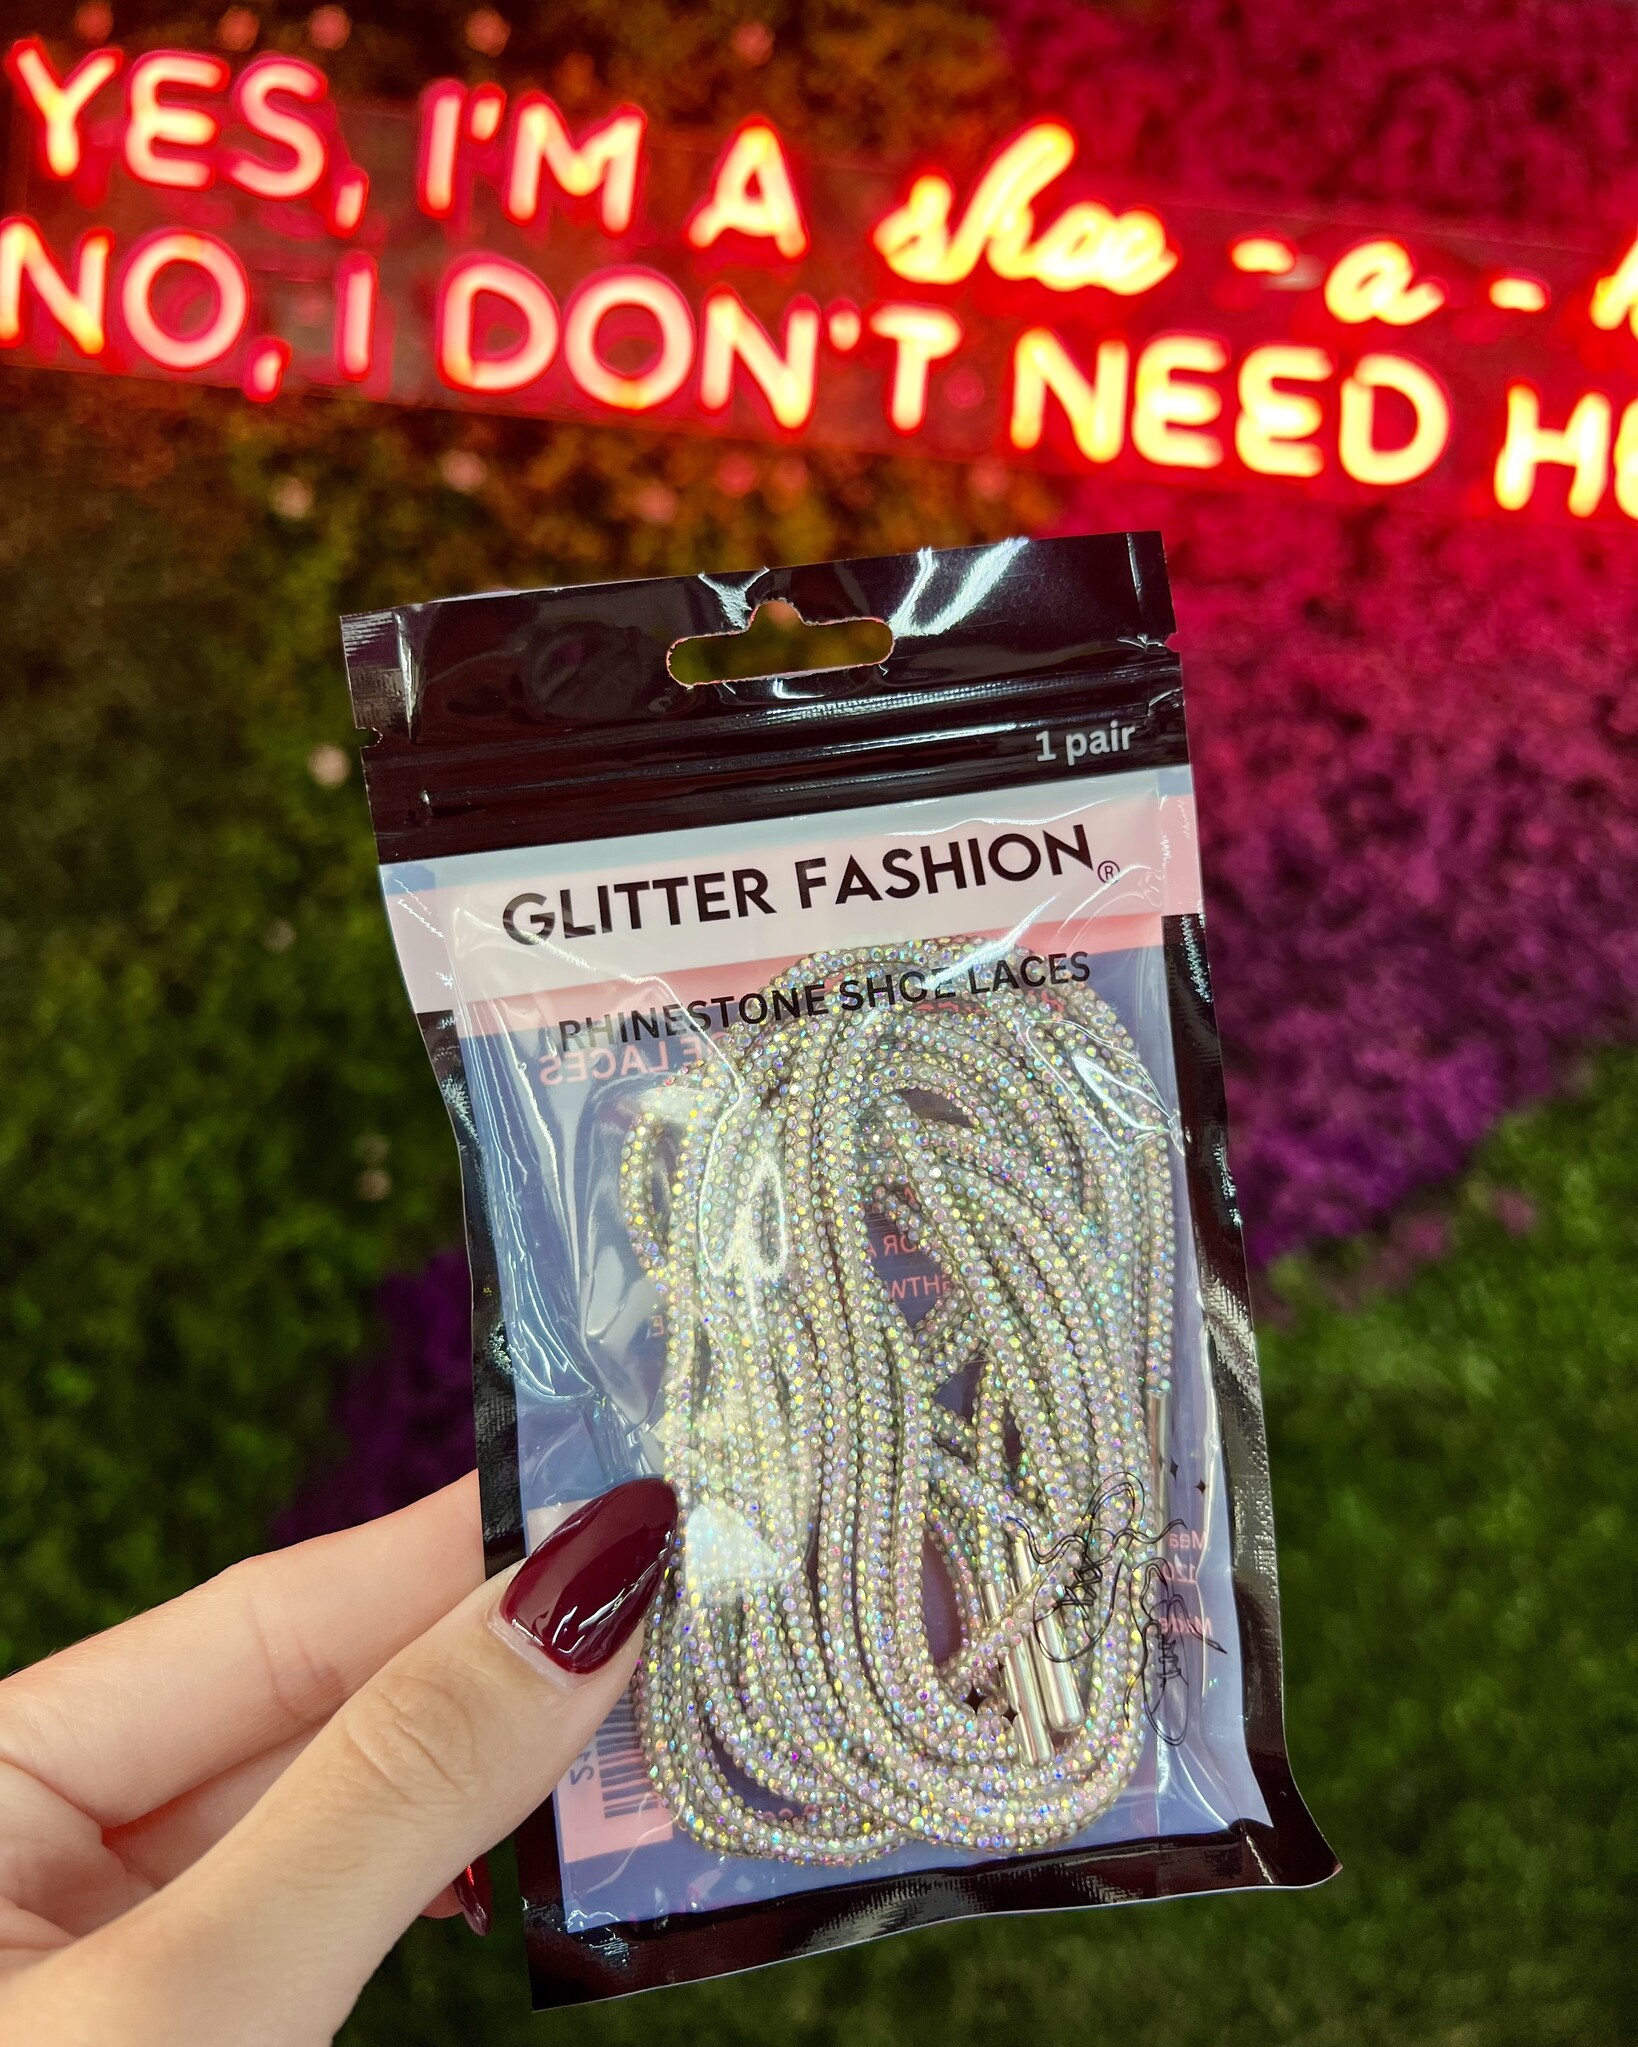 YES, I'M A shoe-a-
NO, I DON'T NEED
1 pair
GLITTER FASHION®
RHINESTONE SHOE LACES